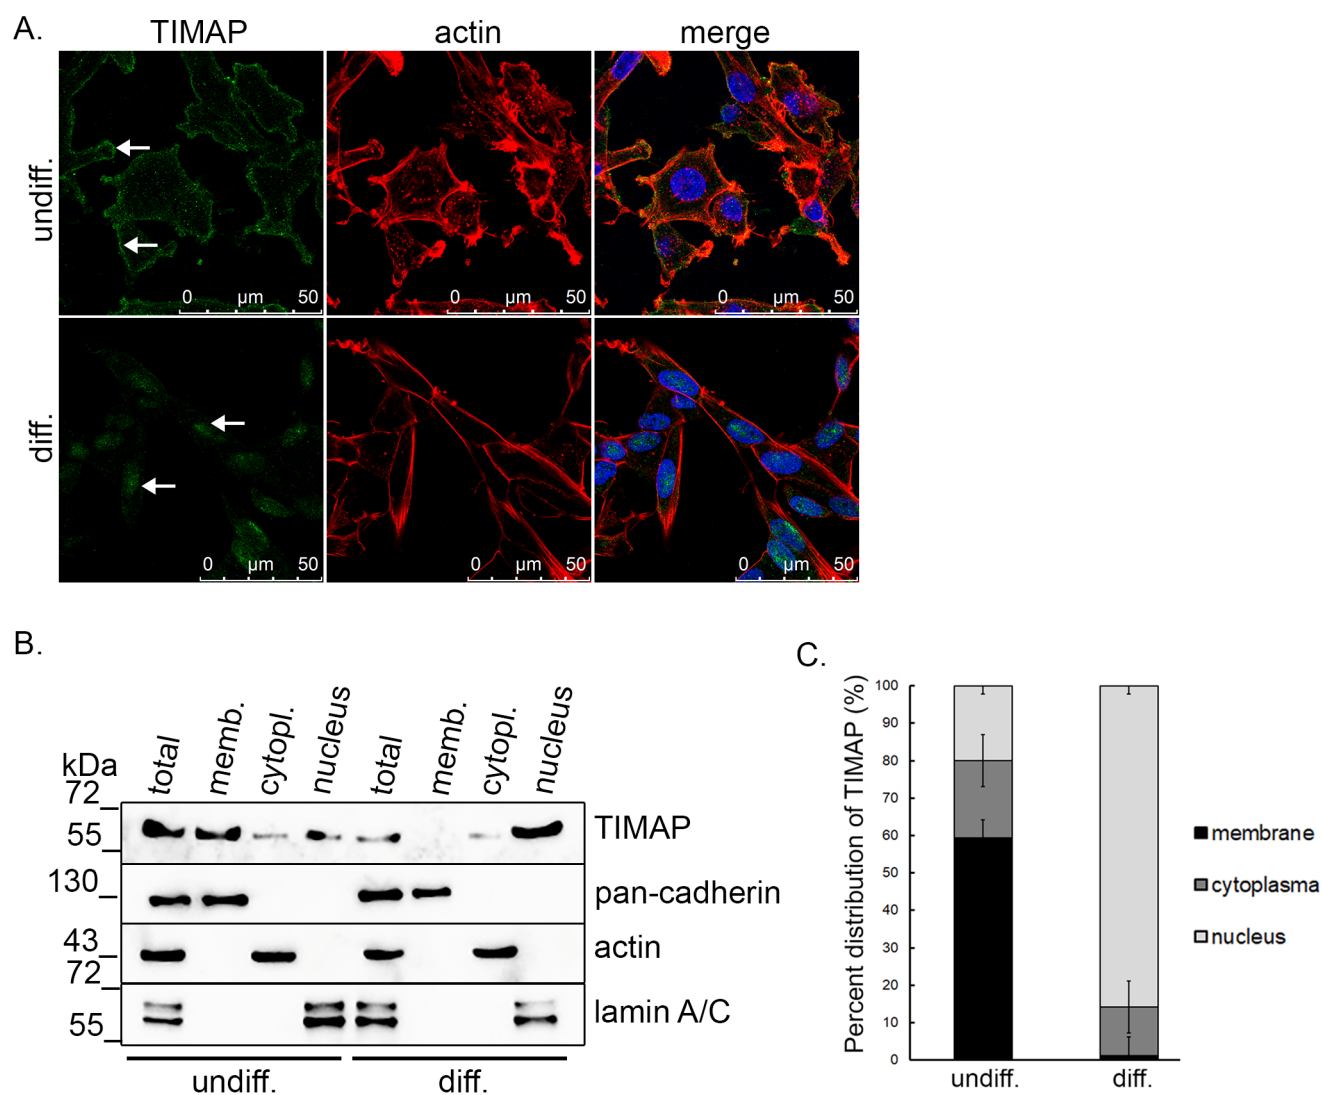 A.
TIMAP actin merge
undiff.
0 µm 50 0 µm 50 0 µm 50
diff.
0 µm 50 0 µm 50 0 µm 50
B.
kDa total memb. cytopl. nucleus total memb. cytopl. nucleus
72
55
TIMAP
130
pan-cadherin
43
actin
72
55
lamin A/C
undiff. diff.
C.
Percent distribution of TIMAP (%)
100
90
80
70
60
50
40
30
20
10
0
undiff. diff.
membrane
cytoplasma
nucleus